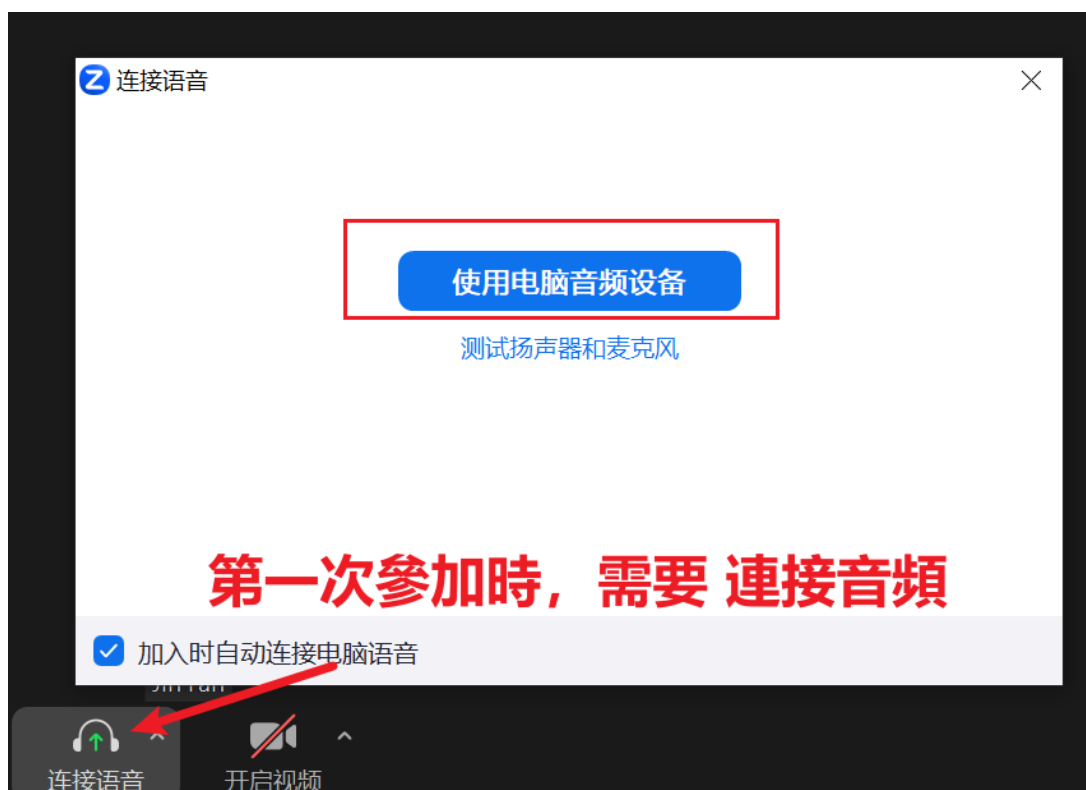 连接语音
使用电脑音频设备
测试扬声器和麦克风
第一次參加時，需要 連接音頻
加入时自动连接电脑语音
连接语音
开启视频